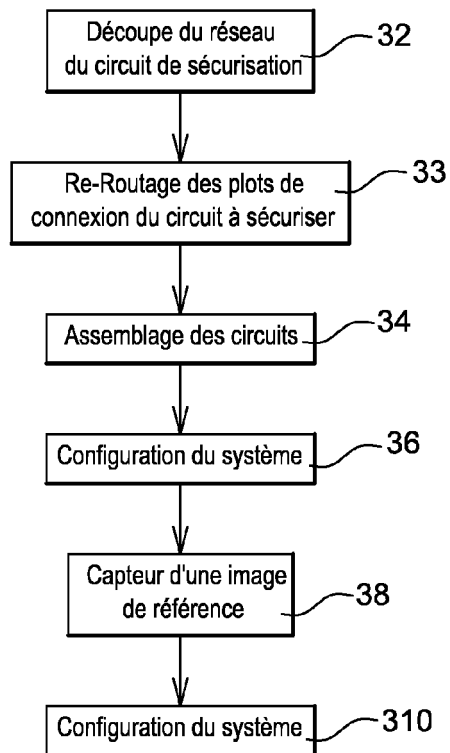 Découpe du réseau
du circuit de sécurisation
32
Re-Routage des plots de
connexion du circuit à sécuriser
33
Assemblage des circuits
34
Configuration du système
36
Capteur d'une image
de référence
38
Configuration du système
310